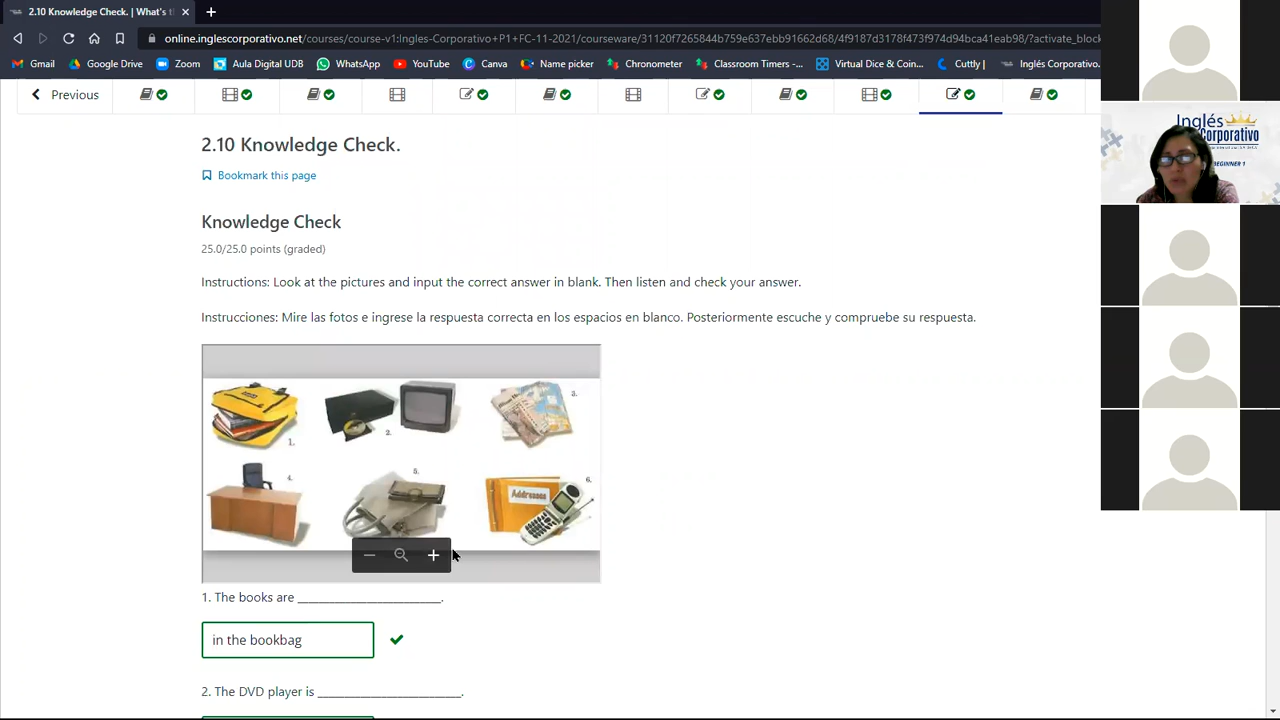 2.10 Knowledge Check. | What's t
online.inglescorporativo.net/courses/course-v1:Ingles-Corporativo+P1+FC-11-2021/courseware/31120f7265844b759e637ebb91662d68/4f9187d3178f473f974d94bca41eab98/?activate_block
Gmail Google Drive Zoom Aula Digital UDB WhatsApp YouTube Canva Nene picker Chronometer Classroom Timers -... Virtual Dice & Coin... Cuttly | Inglés Corporativo.
Previous
2.10 Knowledge Check.
Bookmark this page
Inglés
Corporativo
BEGINNER 1
Knowledge Check
25.0/25.0 points (graded)
Instructions: Look at the pictures and input the correct answer in blank. Then listen and check your answer.
Instrucciones: Mire las fotos e ingrese la respuesta correcta en los espacios en blanco. Posteriormente escuche y compruebe su respuesta.
1. 2. 3.
4. 5. 6.
Addresses
1. The books are _________________________.
in the bookbag
2. The DVD player is _________________________.